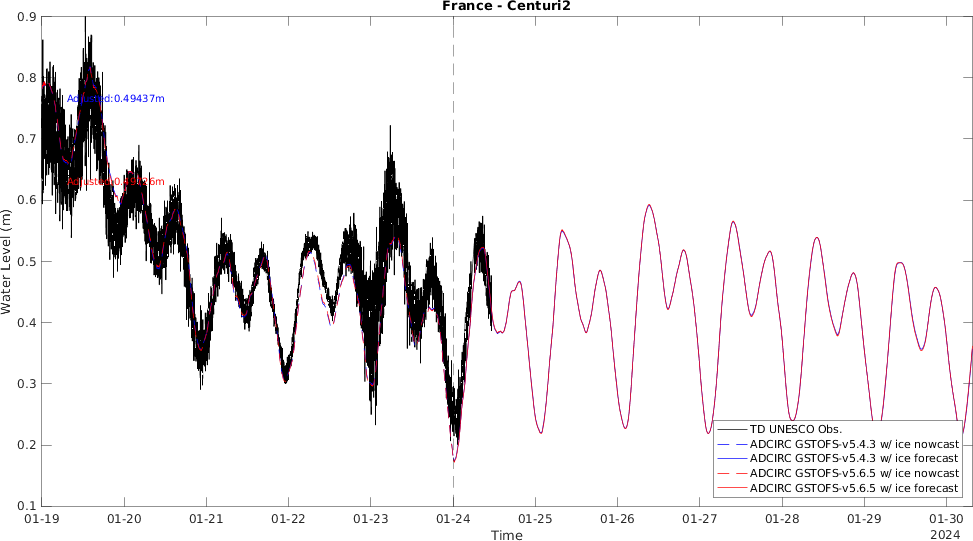 France - Centuri2
Water Level (m)
0.9
0.8
0.7
0.6
0.5
0.4
0.3
0.2
0.1
Adjusted:0.49437m
TD UNESCO Obs.
ADCIRC GSTOFS-v5.4.3 w/ ice nowcast
ADCIRC GSTOFS-v5.4.3 w/ ice forecast
ADCIRC GSTOFS-v5.6.5 w/ ice nowcast
ADCIRC GSTOFS-v5.6.5 w/ ice forecast
01-19 01-20 01-21 01-22 01-23 01-24 01-25 01-26 01-27 01-28 01-29 01-30
2024
Time